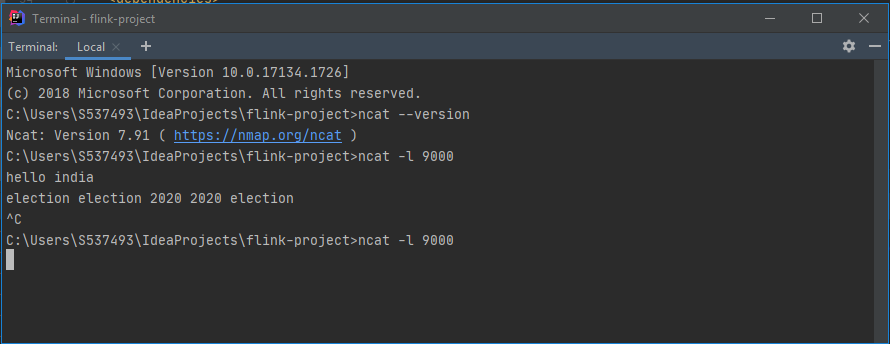 <dependencies>
Terminal - flink-project
Terminal: Local
Microsoft Windows [Version 10.0.17134.1726]
(c) 2018 Microsoft Corporation. All rights reserved.
C:\Users\S537493\IdeaProjects\flink-project>ncat --version
Ncat: Version 7.91 ( https://nmap.org/ncat )
C:\Users\S537493\IdeaProjects\flink-project>ncat -l 9000
hello india
election election 2020 2020 election
^C
C:\Users\S537493\IdeaProjects\flink-project>ncat -l 9000